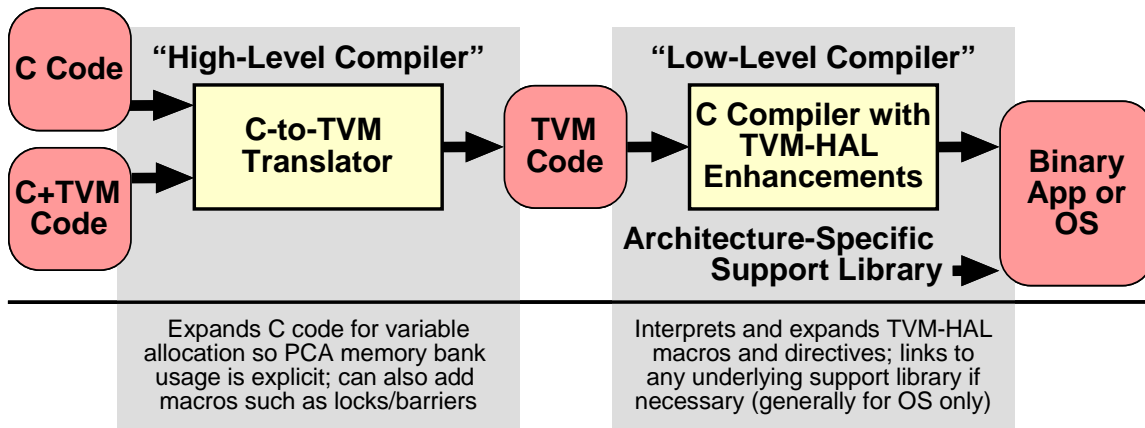 C Code
C+TVM
Code
“High-Level Compiler”
C-to-TVM
Translator
TVM
Code
“Low-Level Compiler”
C Compiler with
TVM-HAL
Enhancements
Architecture-Specific
Support Library
Binary
App or
OS
Expands C code for variable
allocation so PCA memory bank
usage is explicit; can also add
macros such as locks/barriers
Interprets and expands TVM-HAL
macros and directives; links to
any underlying support library if
necessary (generally for OS only)